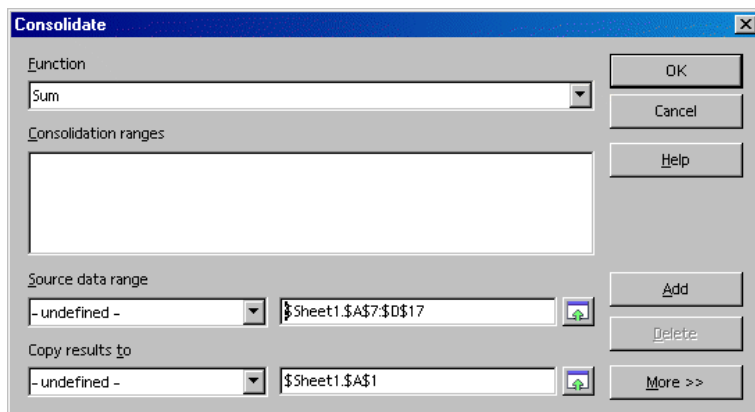 Consolidate
Function
OK
Sum
Cancel
Consolidation ranges
Help
Source data range
Add
- undefined -
$Sheet1.$A$7:$D$17
Delete
Copy results to
- undefined -
$Sheet1.$A$1
More >>